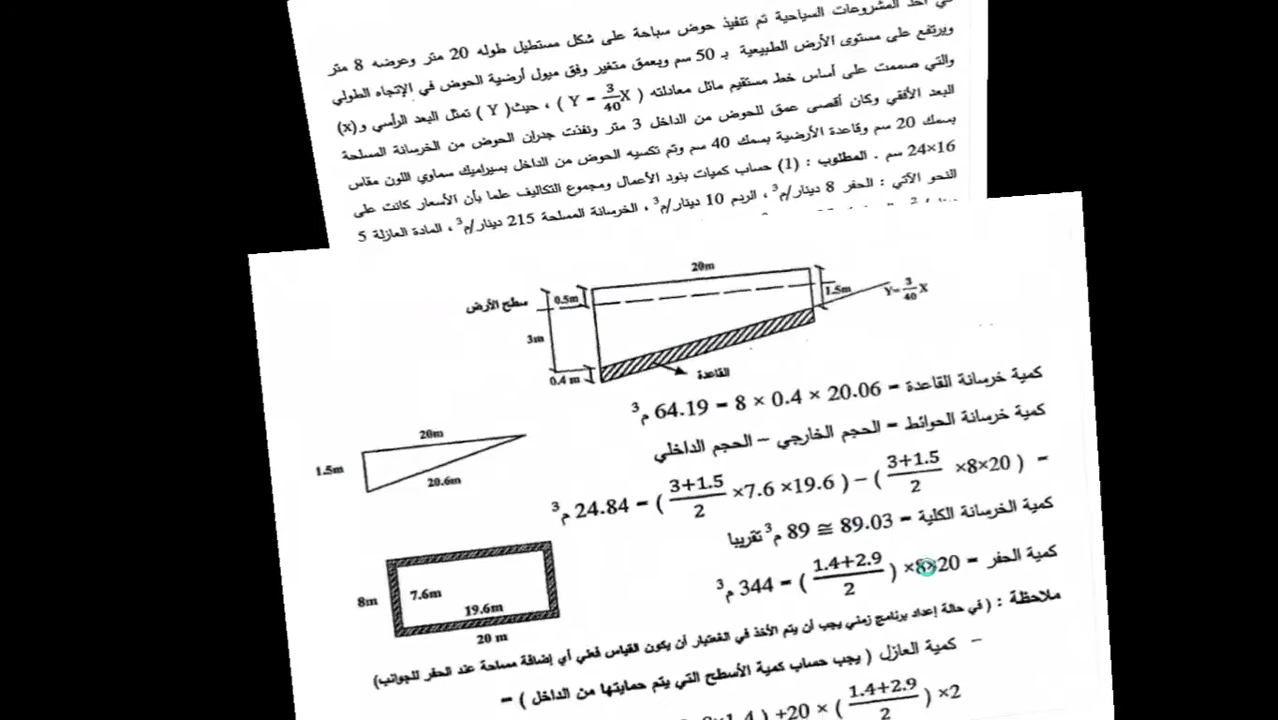 في أحد المشروعات السياحية تم تنفيذ حوض سباحة على شكل مستطيل طوله 20 متر وعرضه 8 متر
ويرتفع على مستوى الأرض الطبيعية بـ 50 سم وبعمق متغير وفق ميول أرضية الحوض في الإتجاه الطولي
والتي صممت على أساس خط مستقيم مائل معادلته ( Y = 3/40 X ) ، حيث( Y ) تمثل البعد الرأسي و(x)
البعد الأفقي وكان أقصى عمق للحوض من الداخل 3 متر ونفذت جدران الحوض من الخرسانة المسلحة
بسمك 20 سم وقاعدة الأرضية بسمك 40 سم وتم تكسيه الحوض من الداخل بسيراميك سماوي اللون مقاس
16×24 سم . المطلوب : (1) حساب كميات بنود الأعمال ومجموع التكاليف علما بأن الأسعار كانت على
النحو الآتي : الحفر 8 دينار/م3 ، الردم 10 دينار/م3 ، الخرسانة المسلحة 215 دينار/م3 ، المادة العازلة 5
20m
سطح الأرض
0.5m
1.5m
Y= 3/40 X
3m
0.4 m
القاعدة
كمية خرسانة القاعدة = 20.06 × 0.4 × 8 = 64.19 م3
كمية خرسانة الحوائط = الحجم الخارجي – الحجم الداخلي
20m
1.5m
20.6m
= ( 20×8× (3+1.5)/2 ) – ( 19.6× 7.6× (3+1.5)/2 ) = 24.84 م3
كمية الخرسانة الكلية = 89.03 ≅ 89 م3 تقريبا
كمية الحفر = 20×8× ( (1.4+2.9)/2 ) = 344 م3
8m
7.6m
19.6m
20 m
ملاحظة : ( في حالة إعداد برنامج زمني يجب أن يتم الأخذ في الغعتبار أن يكون القياس فعلي أي إضافة مساحة عند الحفر للجوانب)
– كمية العازل ( يجب حساب كمية الأسطح التي يتم حمايتها من الداخل ) =
2× ( (1.4+2.9)/2 ) × 20+ (